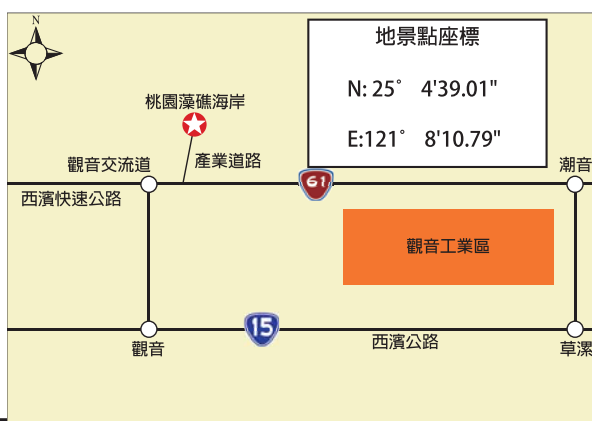 N
地景點座標
N: 25° 4'39.01"
E:121° 8'10.79"
桃園藻礁海岸
觀音交流道
產業道路
潮音
西濱快速公路
61
觀音工業區
15
西濱公路
觀音
草漯